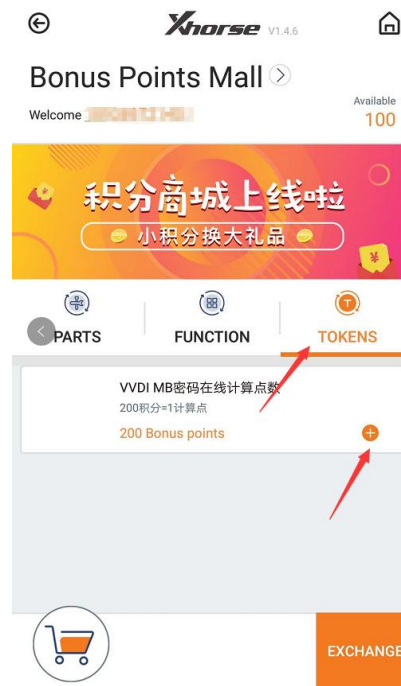 Xhorse V1.4.6
Bonus Points Mall
Welcome
Available
100
积分商城上线啦
小积分换大礼品
¥
T
PARTS
FUNCTION
TOKENS
VVDI MB密码在线计算点数
200积分=1计算点
200 Bonus points
EXCHANGE